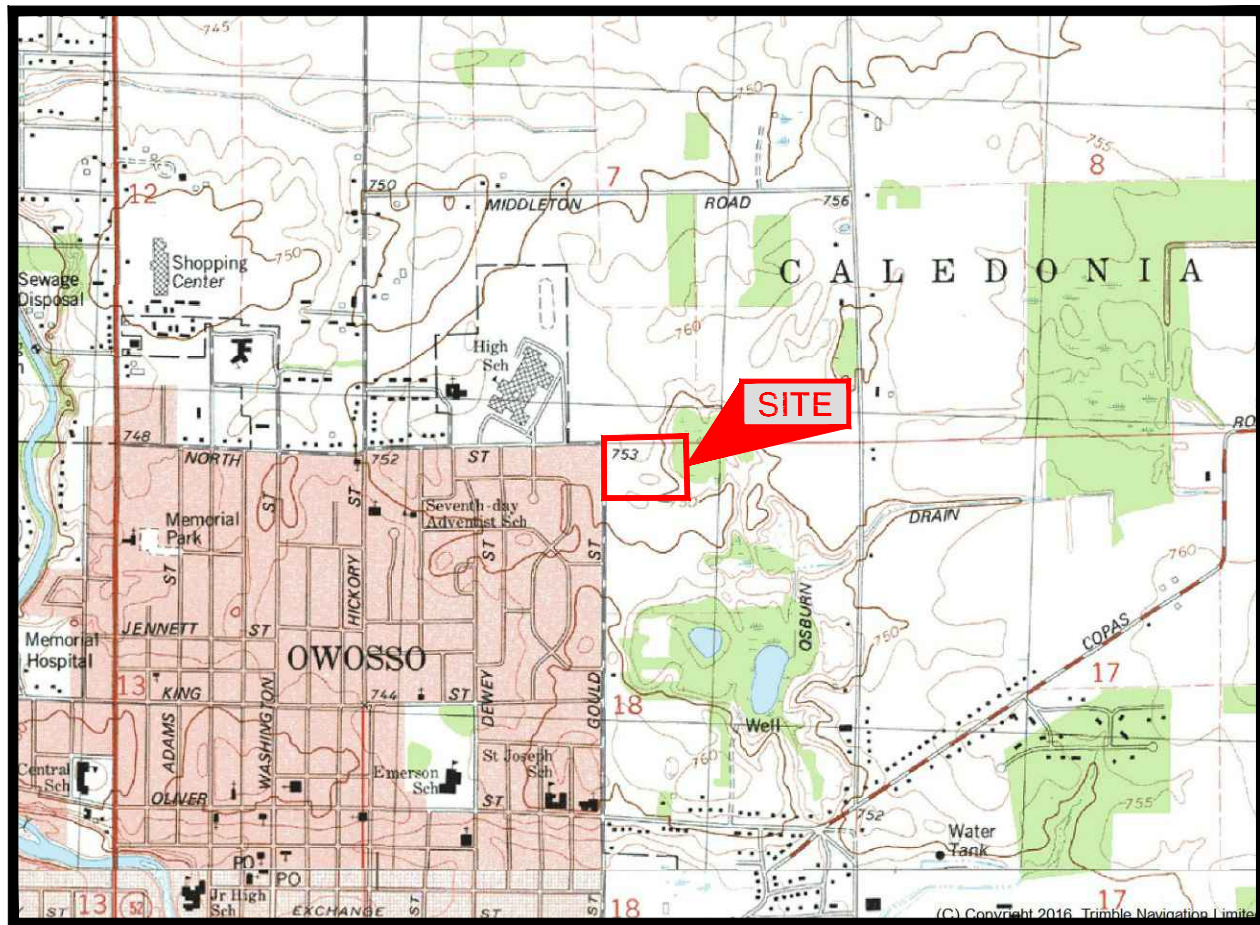 745
750
755
8
7
12
750
MIDDLETON
ROAD
756
750
Shopping
Center
Sewage
Disposal
CALEDONIA
760
High
Sch
SITE
748
NORTH
ST
752
ST
753
RO
Seventh-day
Adventist Sch
Memorial
Park
ST
ST
ST
ST
DRAIN
760
HICKORY
OSBURN
JENNETT
ST
Memorial
Hospital
OWOSSO
750
COPAS
13
KING
744
ST
DEWEY
GOULD
18
17
ADAMS
WASHINGTON
Well
760
Central
Sch
Emerson
Sch
St Joseph
Sch
OLIVER
ST
752
755
Water
Tank
PO
PO
Jr High
Sch
ST
13
52
EXCHANGE
ST
ST
18
17
(C) Copyright 2016, Trimble Navigation Limite